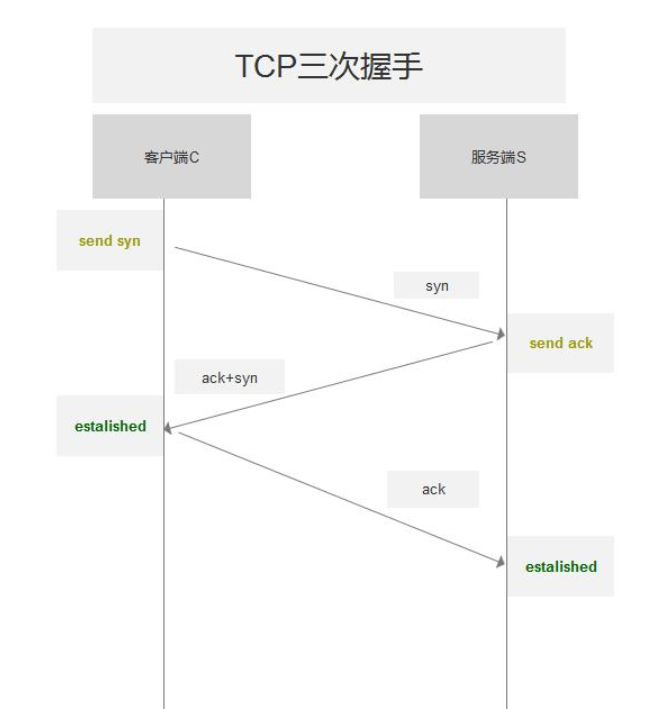 TCP三次握手
客户端C
服务端S
send syn
syn
send ack
ack+syn
estalished
ack
estalished